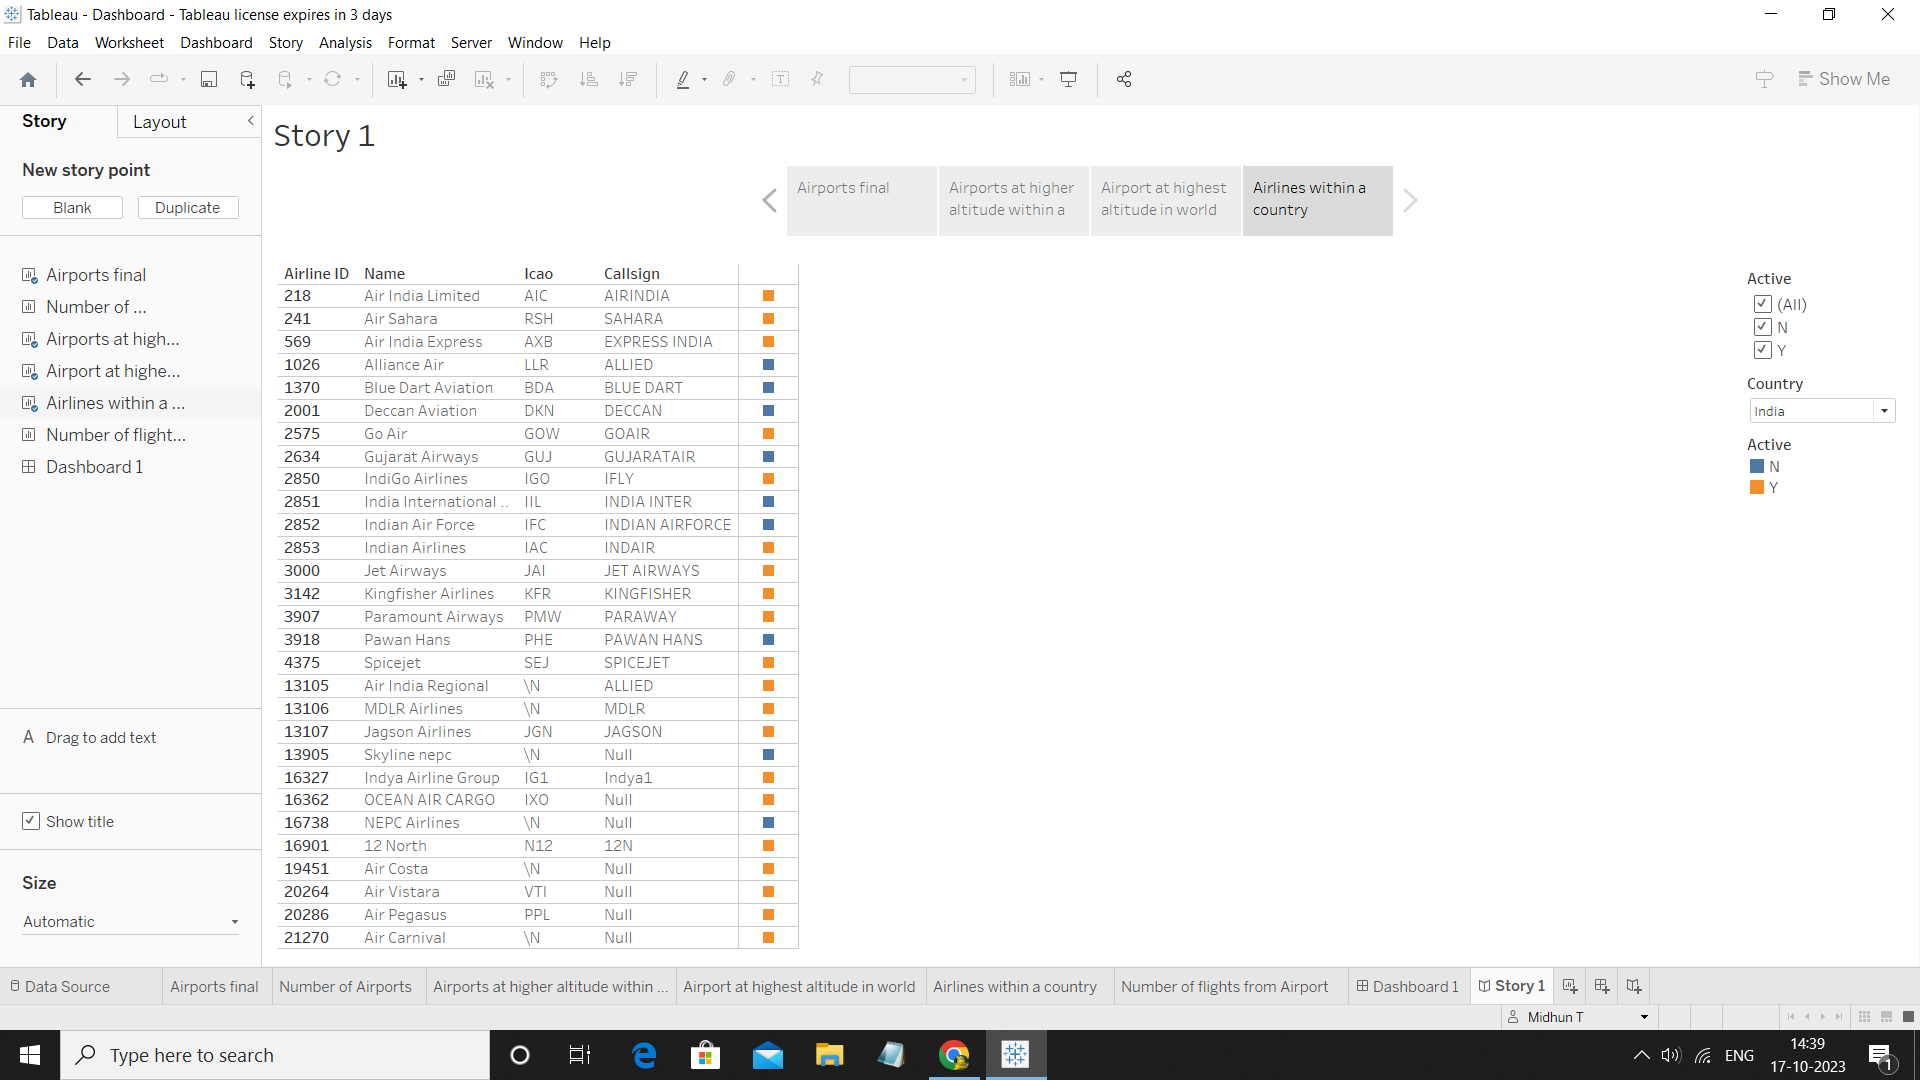 Tableau - Dashboard - Tableau license expires in 3 days
File Data Worksheet Dashboard Story Analysis Format Server Window Help
Show Me
Story Layout
New story point
Blank Duplicate
Airports final
Number of ...
Airports at high...
Airport at highe...
Airlines within a ...
Number of flight...
Dashboard 1
A Drag to add text
Show title
Size
Automatic
Story 1
Airports final
Airports at higher
altitude within a
Airport at highest
altitude in world
Airlines within a
country
Airline ID Name Icao Callsign
218 Air India Limited AIC AIRINDIA
241 Air Sahara RSH SAHARA
569 Air India Express AXB EXPRESS INDIA
1026 Alliance Air LLR ALLIED
1370 Blue Dart Aviation BDA BLUE DART
2001 Deccan Aviation DKN DECCAN
2575 Go Air GOW GOAIR
2634 Gujarat Airways GUJ GUJARATAIR
2850 IndiGo Airlines IGO IFLY
2851 India International .. IIL INDIA INTER
2852 Indian Air Force IFC INDIAN AIRFORCE
2853 Indian Airlines IAC INDAIR
3000 Jet Airways JAI JET AIRWAYS
3142 Kingfisher Airlines KFR KINGFISHER
3907 Paramount Airways PMW PARAWAY
3918 Pawan Hans PHE PAWAN HANS
4375 Spicejet SEJ SPICEJET
13105 Air India Regional \N ALLIED
13106 MDLR Airlines \N MDLR
13107 Jagson Airlines JGN JAGSON
13905 Skyline nepc \N Null
16327 Indya Airline Group IG1 Indya1
16362 OCEAN AIR CARGO IXO Null
16738 NEPC Airlines \N Null
16901 12 North N12 12N
19451 Air Costa \N Null
20264 Air Vistara VTI Null
20286 Air Pegasus PPL Null
21270 Air Carnival \N Null
Active
(All)
N
Y
Country
India
Active
N
Y
Data Source Airports final Number of Airports Airports at higher altitude within ... Airport at highest altitude in world Airlines within a country Number of flights from Airport Dashboard 1 Story 1
Midhun T
Type here to search
ENG
14:39
17-10-2023
1